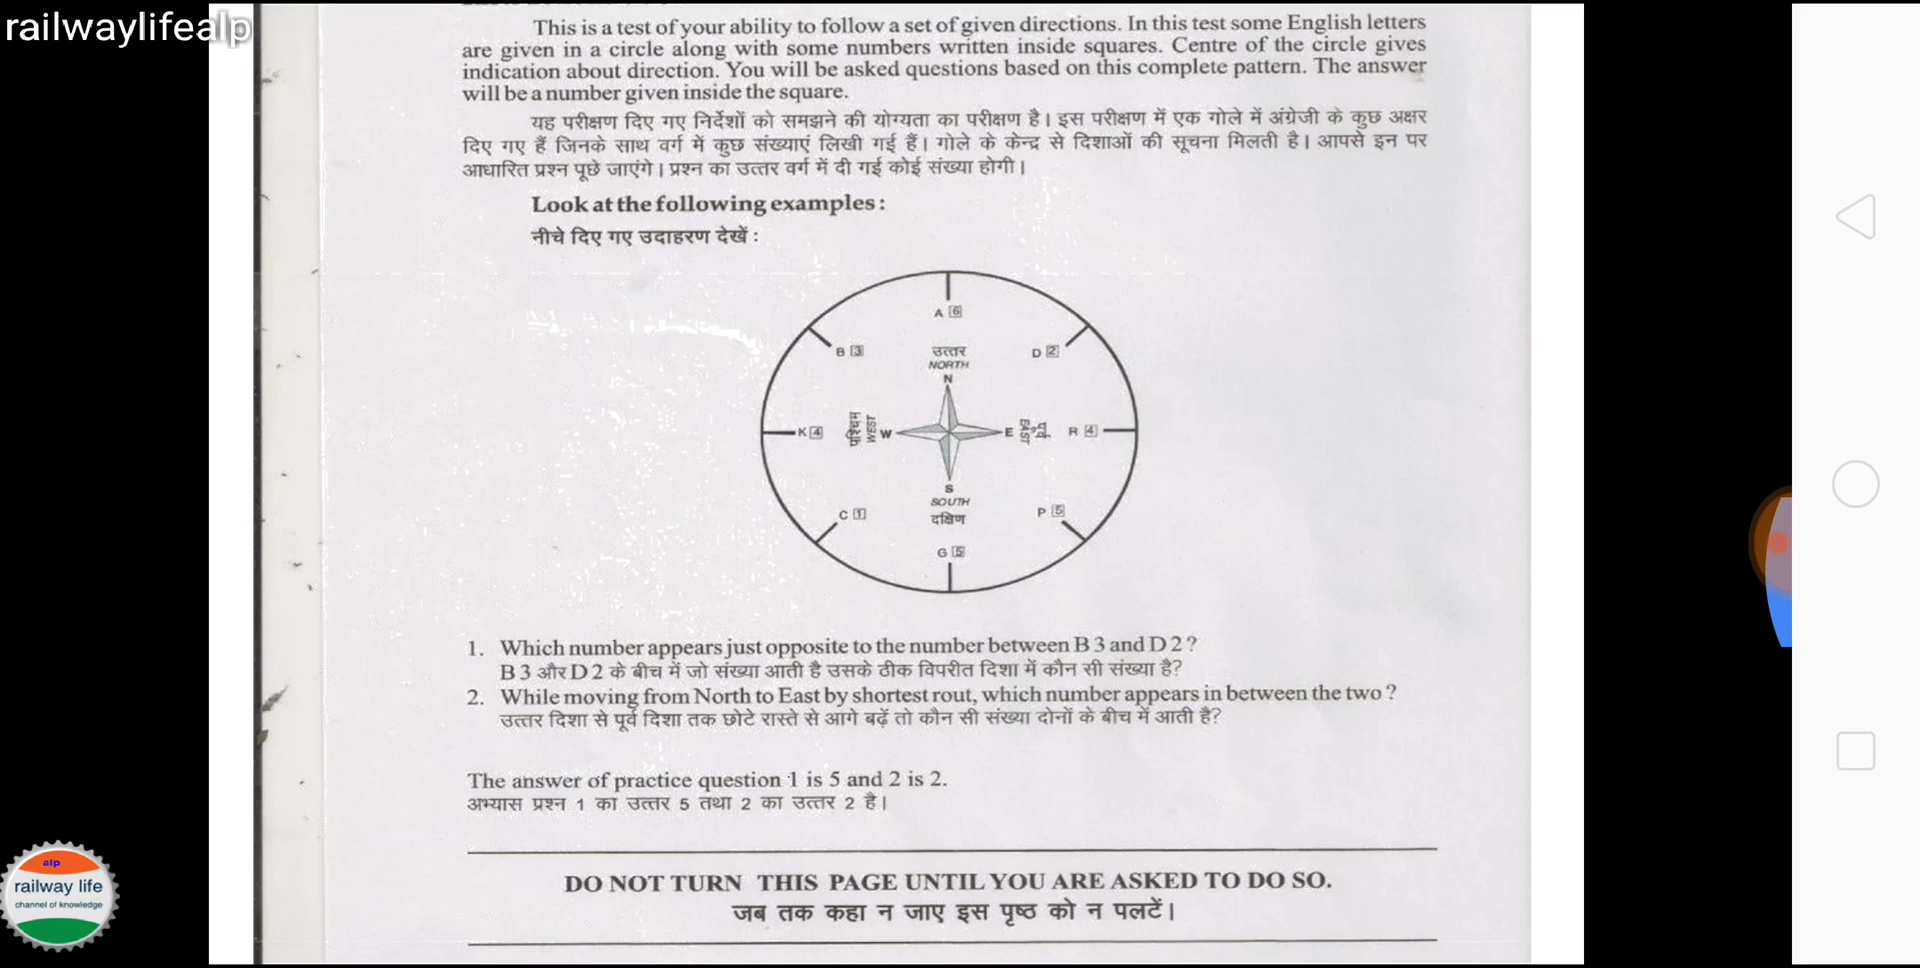 railwaylifealp
This is a test of your ability to follow a set of given directions. In this test some English letters
are given in a circle along with some numbers written inside squares. Centre of the circle gives
indication about direction. You will be asked questions based on this complete pattern. The answer
will be a number given inside the square.
यह परीक्षण दिए गए निर्देशों को समझने की योग्यता का परीक्षण है। इस परीक्षण में एक गोले में अंग्रेजी के कुछ अक्षर
दिए गए हैं जिनके साथ वर्ग में कुछ संख्याएं लिखी गई हैं। गोले के केन्द्र से दिशाओं की सूचना मिलती है। आपसे इन पर
आधारित प्रश्न पूछे जाएंगे। प्रश्न का उत्तर वर्ग में दी गई कोई संख्या होगी।
Look at the following examples :
नीचे दिए गए उदाहरण देखें :
A 6
B 3
उत्तर
D 2
NORTH
N
K 4
पश्चिम
WEST
W
E
EAST
पूर्व
R 4
S
SOUTH
C 1
दक्षिण
P 5
G 5
1. Which number appears just opposite to the number between B 3 and D 2 ?
B 3 और D 2 के बीच में जो संख्या आती है उसके ठीक विपरीत दिशा में कौन सी संख्या है?
2. While moving from North to East by shortest rout, which number appears in between the two ?
उत्तर दिशा से पूर्व दिशा तक छोटे रास्ते से आगे बढ़ें तो कौन सी संख्या दोनों के बीच में आती है?
The answer of practice question 1 is 5 and 2 is 2.
अभ्यास प्रश्न 1 का उत्तर 5 तथा 2 का उत्तर 2 है।
DO NOT TURN THIS PAGE UNTIL YOU ARE ASKED TO DO SO.
जब तक कहा न जाए इस पृष्ठ को न पलटें।
alp
railway life
channel of knowledge